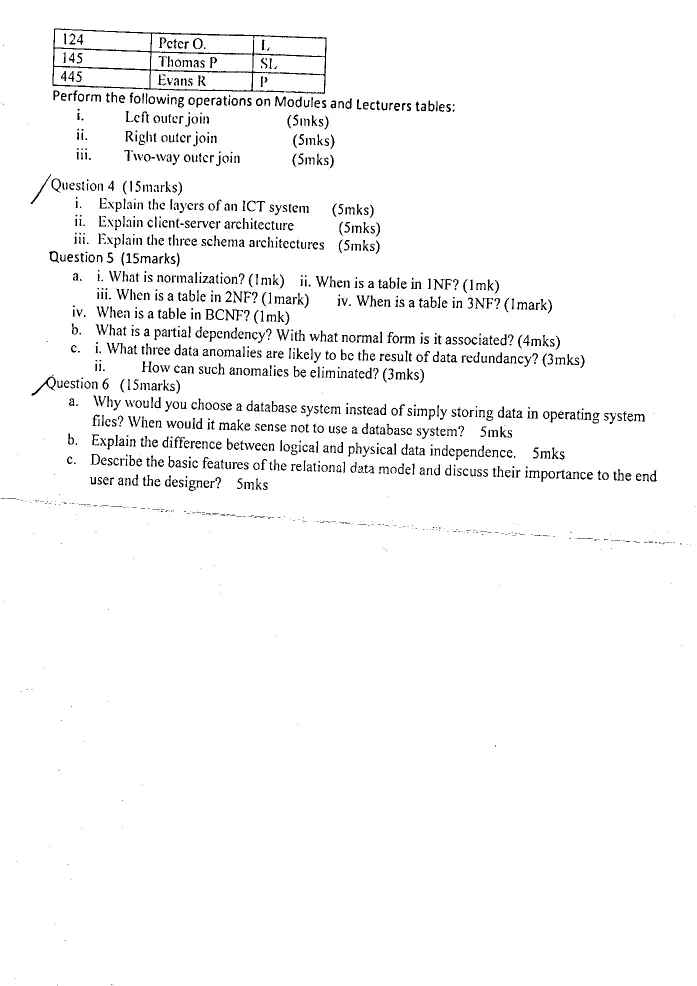 124 Peter O. L
145 Thomas P SL
445 Evans R P
Perform the following operations on Modules and Lecturers tables:
i. Left outer join (5mks)
ii. Right outer join (5mks)
iii. Two-way outer join (5mks)
Question 4 (15marks)
i. Explain the layers of an ICT system (5mks)
ii. Explain client-server architecture (5mks)
iii. Explain the three schema architectures (5mks)
Question 5 (15marks)
a. i. What is normalization? (1mk) ii. When is a table in 1NF? (1mk)
iii. When is a table in 2NF? (1mark) iv. When is a table in 3NF? (1mark)
iv. When is a table in BCNF? (1mk)
b. What is a partial dependency? With what normal form is it associated? (4mks)
c. i. What three data anomalies are likely to be the result of data redundancy? (3mks)
ii. How can such anomalies be eliminated? (3mks)
Question 6 (15marks)
a. Why would you choose a database system instead of simply storing data in operating system
files? When would it make sense not to use a database system? 5mks
b. Explain the difference between logical and physical data independence. 5mks
c. Describe the basic features of the relational data model and discuss their importance to the end
user and the designer? 5mks